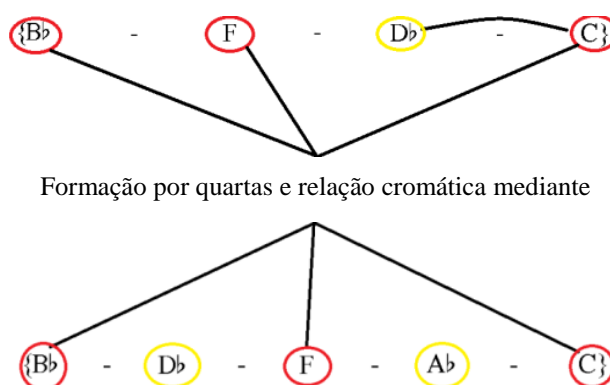 {B♭ - F - D♭ - C}
Formação por quartas e relação cromática mediante
{B♭ - D♭ - F - A♭ - C}